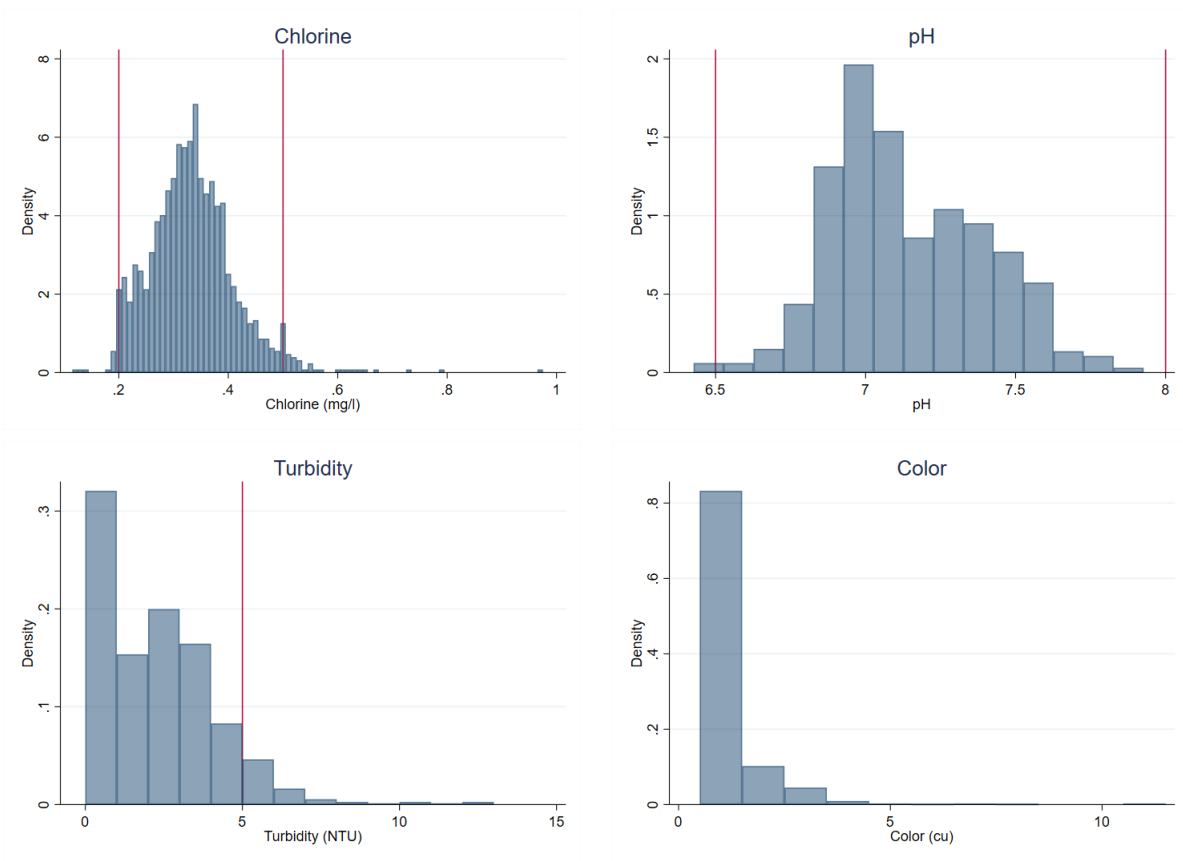 Chlorine
Density
0
2
4
6
8
.2
.4
.6
.8
1
Chlorine (mg/l)
pH
Density
0
.5
1
1.5
2
6.5
7
7.5
8
pH
Turbidity
Density
0
.1
.2
.3
0
5
10
15
Turbidity (NTU)
Color
Density
0
.2
.4
.6
.8
0
5
10
Color (cu)